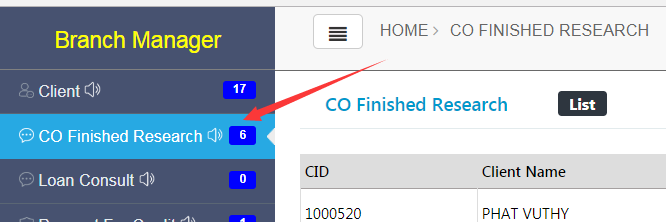 Branch Manager
HOME > CO FINISHED RESEARCH
Client 17
CO Finished Research 6
Loan Consult 0
CO Finished Research List
CID Client Name
1000520 PHAT VUTHY